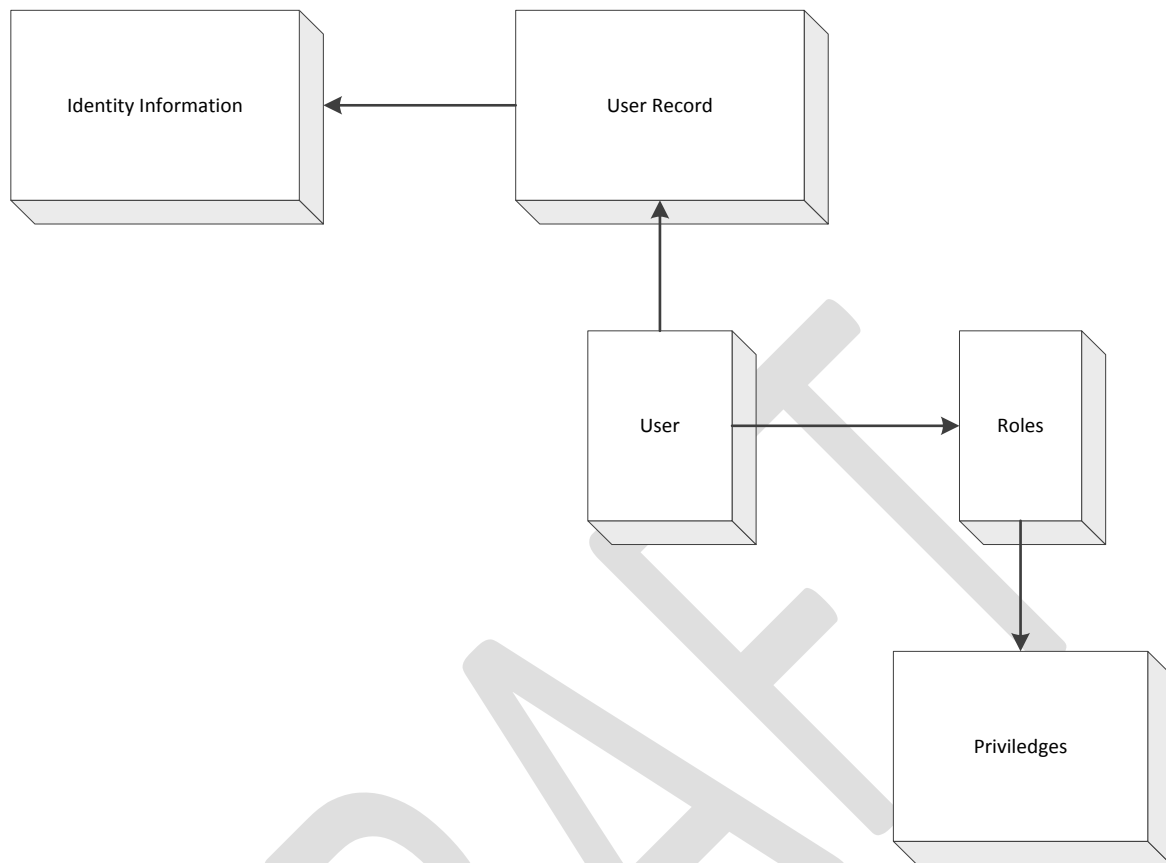 Identity Information
User Record
User
Roles
Priviledges
DRAFT